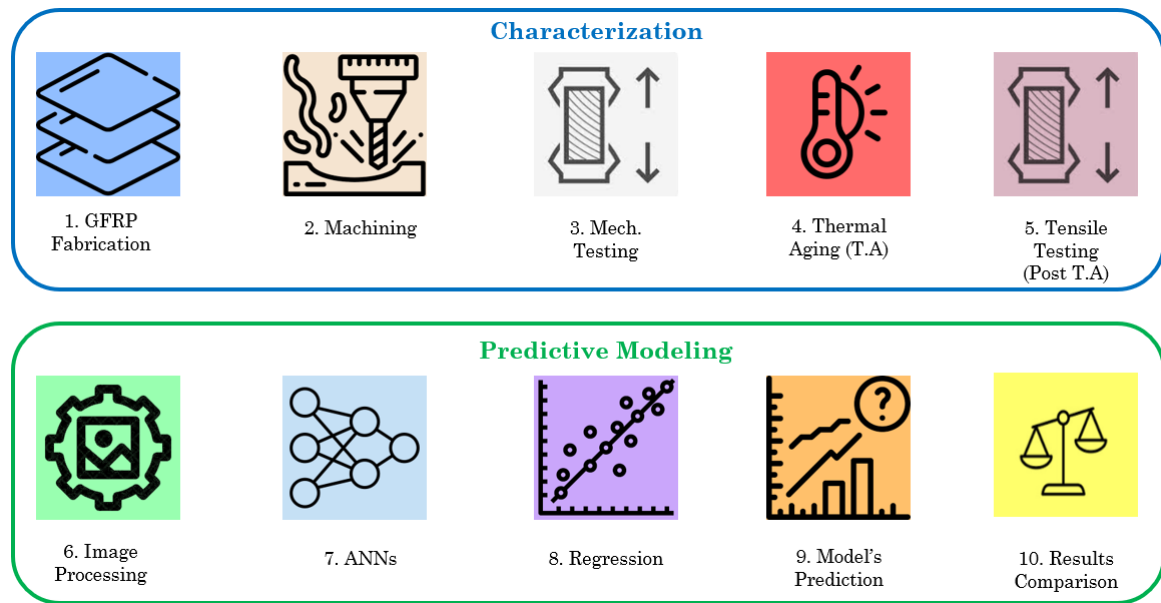 Characterization
1. GFRP
Fabrication
2. Machining
3. Mech.
Testing
4. Thermal
Aging (T.A)
5. Tensile
Testing
(Post T.A)
Predictive Modeling
?
6. Image
Processing
7. ANNs
8. Regression
9. Model's
Prediction
10. Results
Comparison